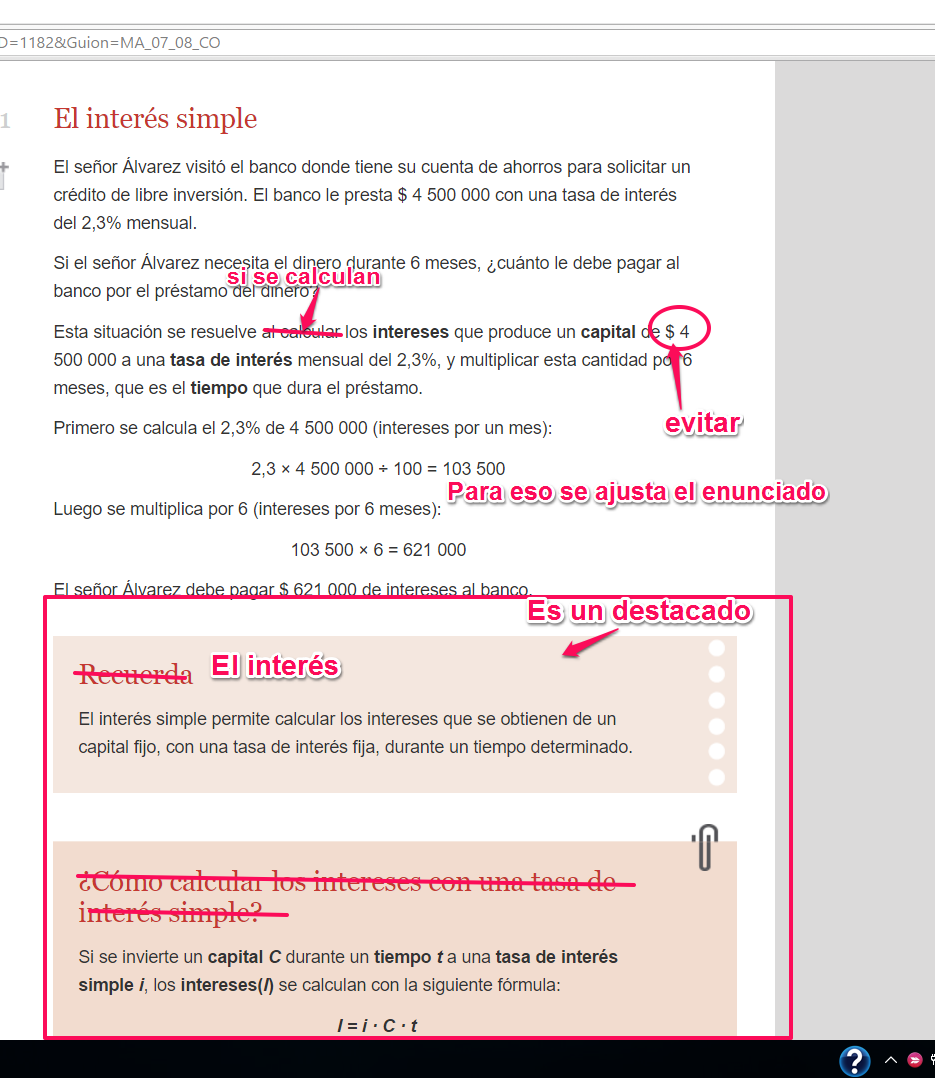 D=1182&Guion=MA_07_08_CO
1
El interés simple
El señor Álvarez visitó el banco donde tiene su cuenta de ahorros para solicitar un
crédito de libre inversión. El banco le presta $ 4 500 000 con una tasa de interés
del 2,3% mensual.
Si el señor Álvarez necesita el dinero durante 6 meses, ¿cuánto le debe pagar al
si se calculan
banco por el préstamo del dinero?
Esta situación se resuelve al calcular los intereses que produce un capital de $ 4
500 000 a una tasa de interés mensual del 2,3%, y multiplicar esta cantidad por 6
meses, que es el tiempo que dura el préstamo.
evitar
Primero se calcula el 2,3% de 4 500 000 (intereses por un mes):
2,3 × 4 500 000 ÷ 100 = 103 500
Para eso se ajusta el enunciado
Luego se multiplica por 6 (intereses por 6 meses):
103 500 × 6 = 621 000
El señor Álvarez debe pagar $ 621 000 de intereses al banco.
Es un destacado
Recuerda El interés
El interés simple permite calcular los intereses que se obtienen de un
capital fijo, con una tasa de interés fija, durante un tiempo determinado.
¿Cómo calcular los intereses con una tasa de
interés simple?
Si se invierte un capital C durante un tiempo t a una tasa de interés
simple i, los intereses(I) se calculan con la siguiente fórmula:
I = i · C · t
?